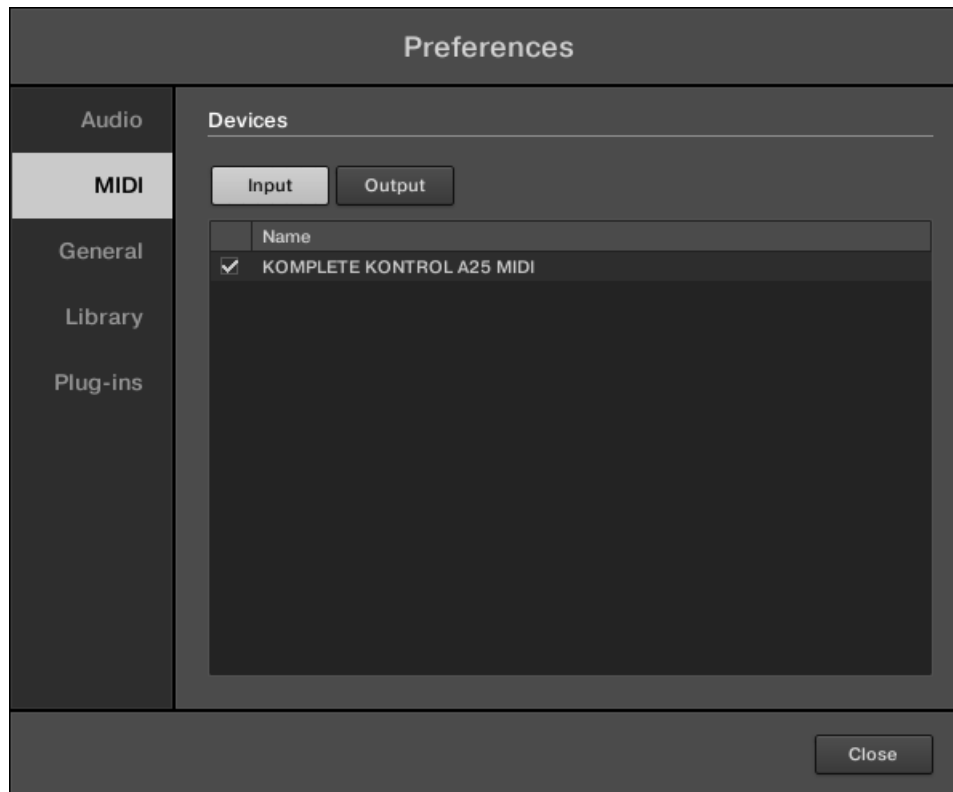 Preferences
Audio
MIDI
General
Library
Plug-ins
Devices
Input Output
Name
KOMPLETE KONTROL A25 MIDI
Close